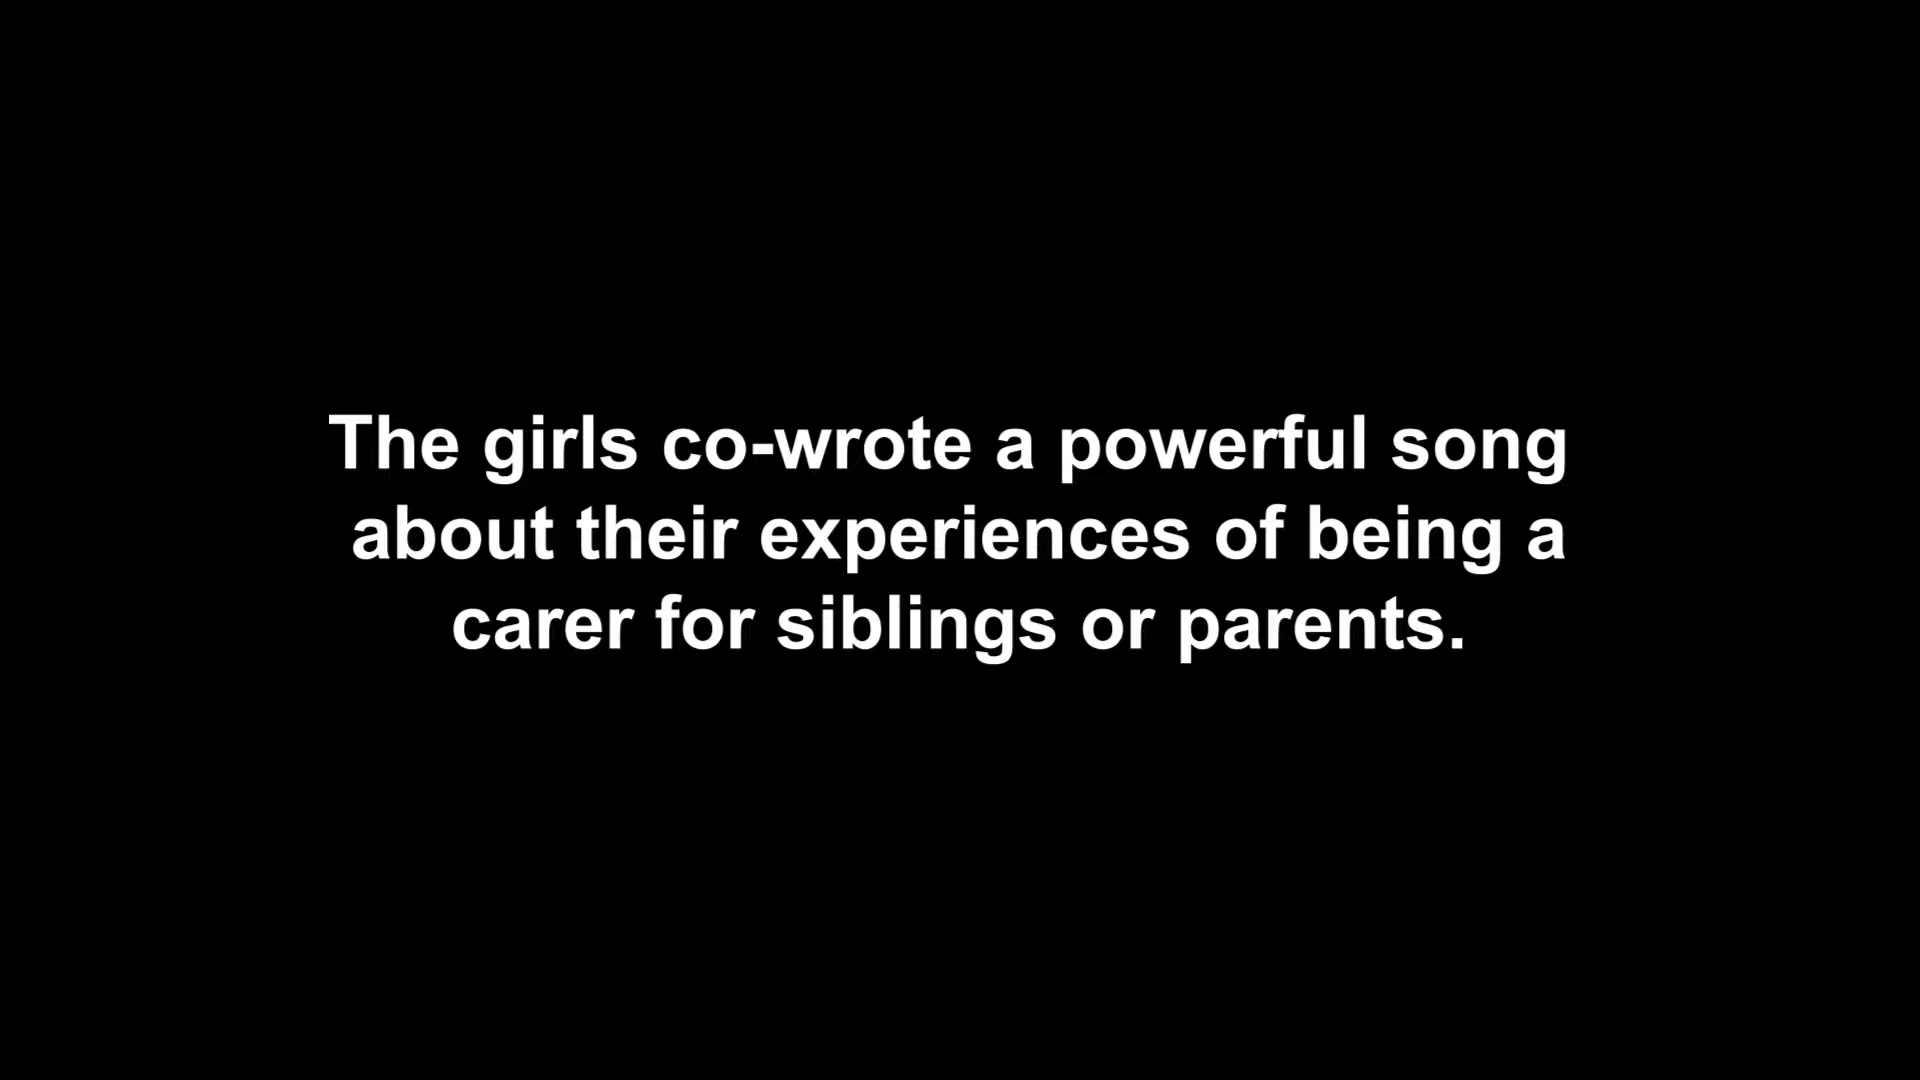 The girls co-wrote a powerful song
about their experiences of being a
carer for siblings or parents.